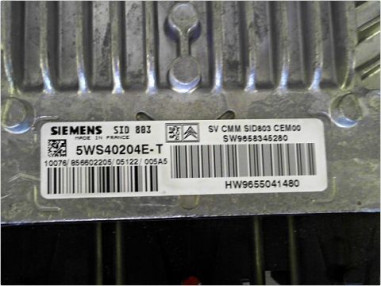 SIEMENS SID 803
MADE IN FRANCE
5WS40204E-T
10076/856602205/05122/005A5
SV CMM SID803 CEM00
SW9658345280
HW9655041480